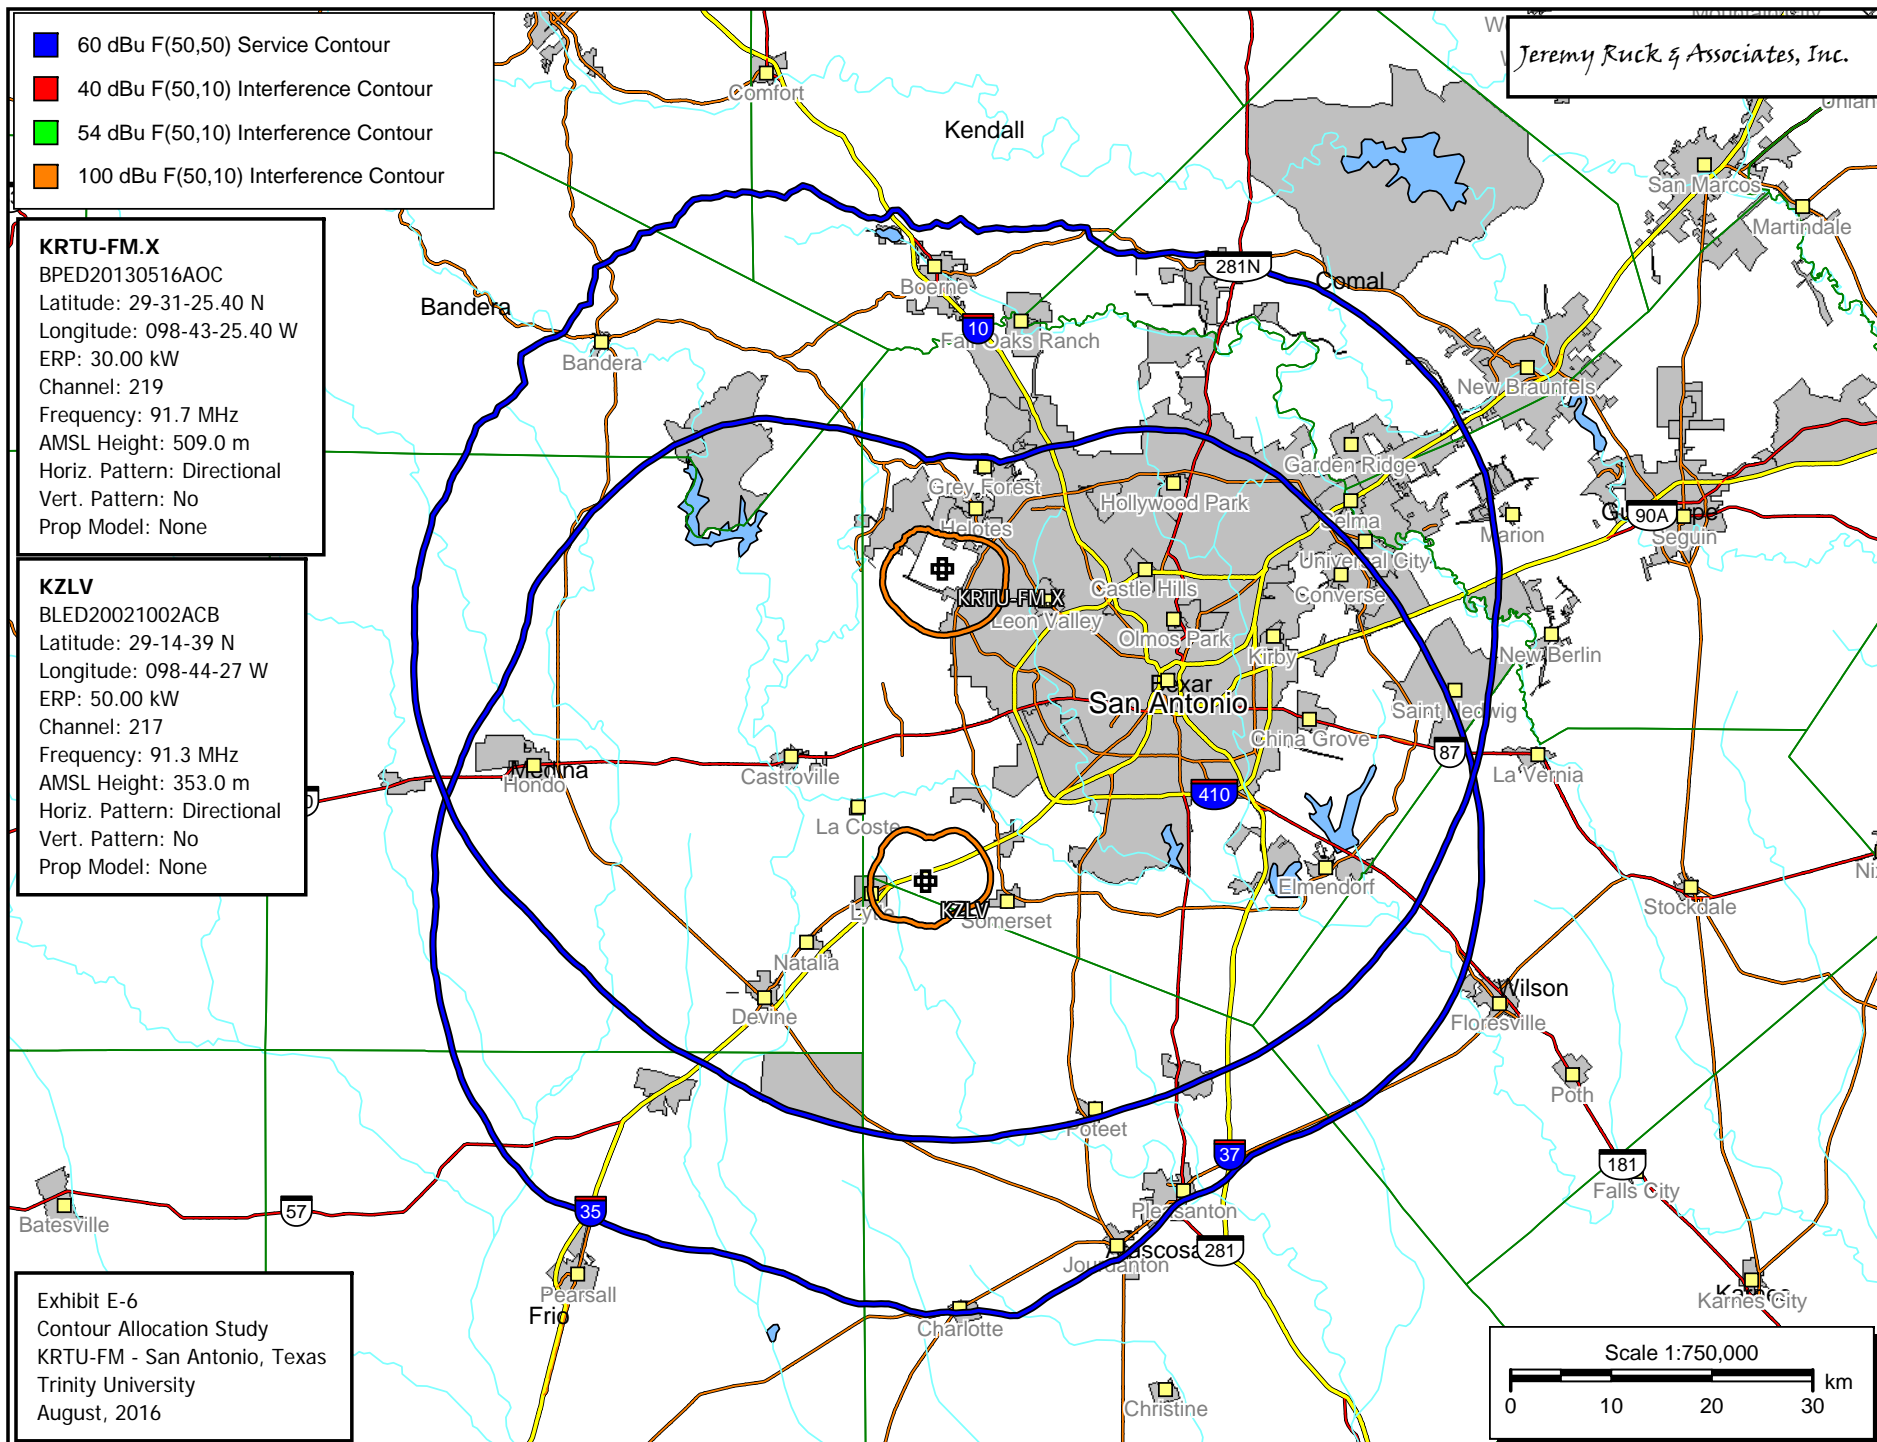 60 dBu F(50,50) Service Contour
40 dBu F(50,10) Interference Contour
54 dBu F(50,10) Interference Contour
100 dBu F(50,10) Interference Contour
Jeremy Ruck & Associates, Inc.
KRTU-FM.X
BPED20130516AOC
Latitude: 29-31-25.40 N
Longitude: 098-43-25.40 W
ERP: 30.00 kW
Channel: 219
Frequency: 91.7 MHz
AMSL Height: 509.0 m
Horiz. Pattern: Directional
Vert. Pattern: No
Prop Model: None
KZLV
BLED20021002ACB
Latitude: 29-14-39 N
Longitude: 098-44-27 W
ERP: 50.00 kW
Channel: 217
Frequency: 91.3 MHz
AMSL Height: 353.0 m
Horiz. Pattern: Directional
Vert. Pattern: No
Prop Model: None
Comfort
Kendall
San Marcos
Martindale
281N
Comal
Boerne
Bandera
10
Fair Oaks Ranch
Bandera
New Braunfels
Garden Ridge
Grey Forest
Hollywood Park
Helotes
Selma
Marion
90A
Seguin
Universal City
Castle Hills
Converse
KRTU-FM.X
Leon Valley
Olmos Park
Kirby
New Berlin
Bexar
San Antonio
Saint Hedwig
China Grove
87
La Vernia
Medina
Hondo
Castroville
410
La Coste
Elmendorf
Lytle
KZLV
Somerset
Stockdale
Natalia
Devine
Wilson
Floresville
Poth
Poteet
37
181
Falls City
Pleasanton
Batesville
57
35
Atascosa
281
Jourdanton
Pearsall
Frio
Charlotte
Karnes
Karnes City
Christine
Exhibit E-6
Contour Allocation Study
KRTU-FM - San Antonio, Texas
Trinity University
August, 2016
Scale 1:750,000
km
0 10 20 30